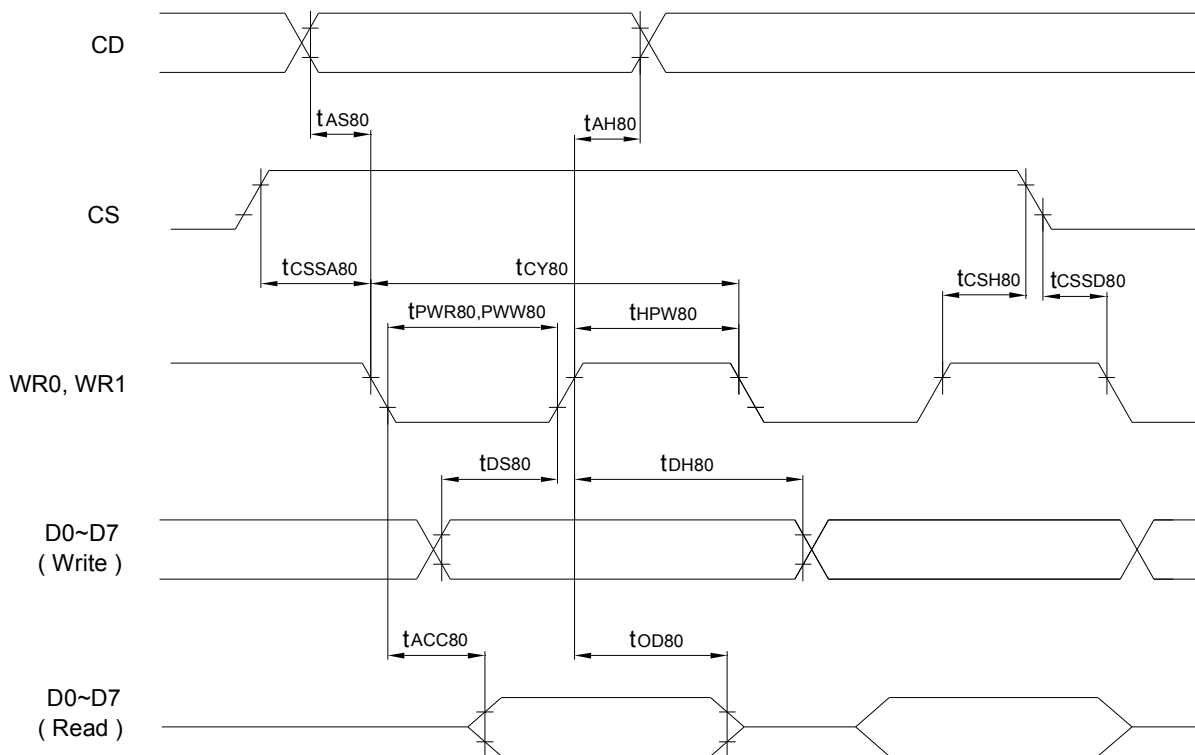 CD
tAS80
tAH80
CS
tCSSA80
tCY80
tCSH80
tCSSD80
tPWR80,PWW80
tHPW80
WR0, WR1
tDS80
tDH80
D0~D7
( Write )
tACC80
tOD80
D0~D7
( Read )